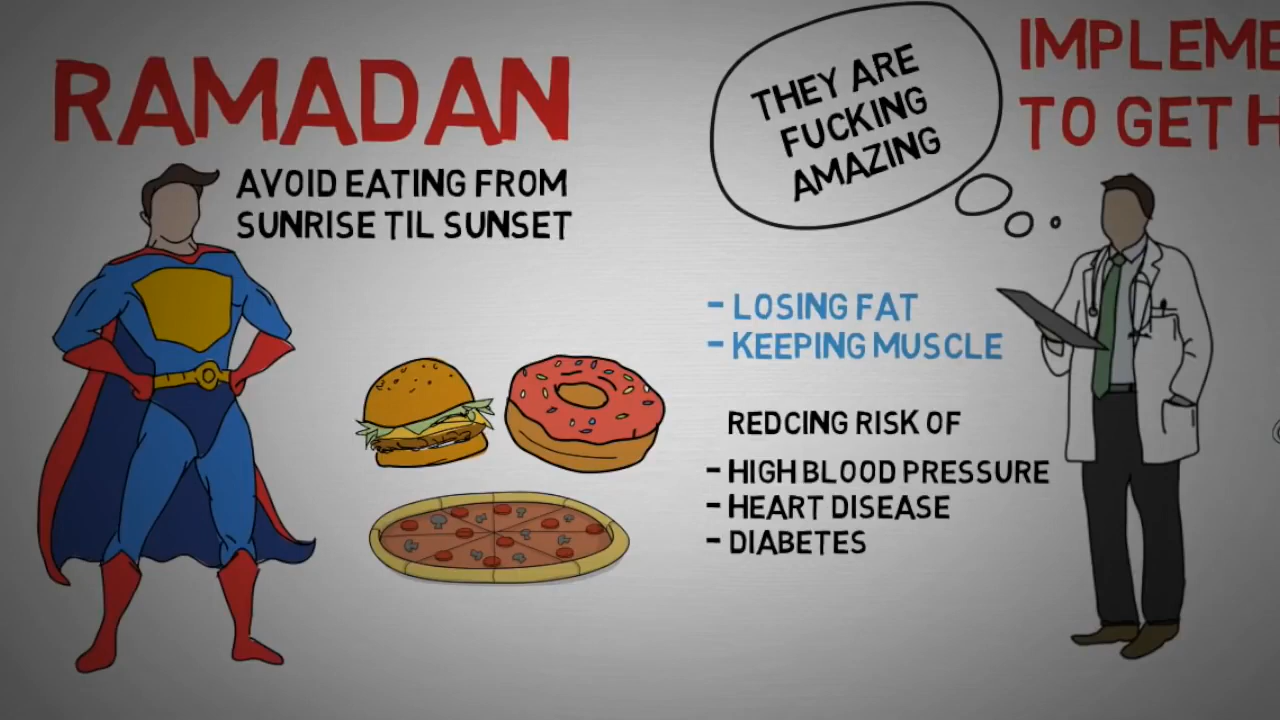 RAMADAN
AVOID EATING FROM
SUNRISE TIL SUNSET
THEY ARE
FUCKING
AMAZING
TO GET
- LOSING FAT
- KEEPING MUSCLE
REDCING RISK OF
- HIGH BLOOD PRESSURE
- HEART DISEASE
- DIABETES